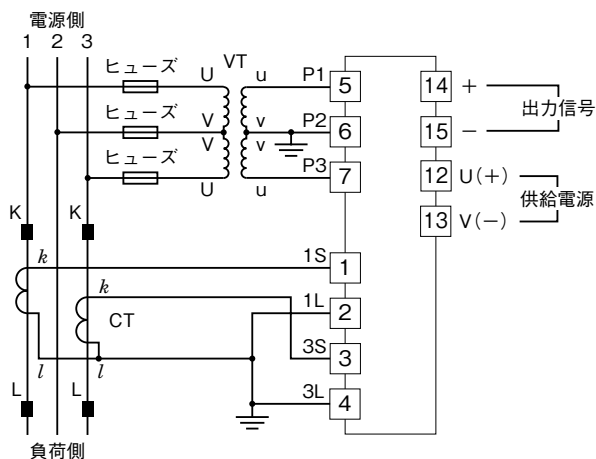 電源側
1 2 3
ヒューズ U VT u P1 5
ヒューズ V v P2 6
V v
ヒューズ U u P3 7
14 +
15 −
出力信号
12 U(+)
13 V(−)
供給電源
K K
k 1S 1
k 1L 2
CT
3S 3
l l
3L 4
L L
負荷側